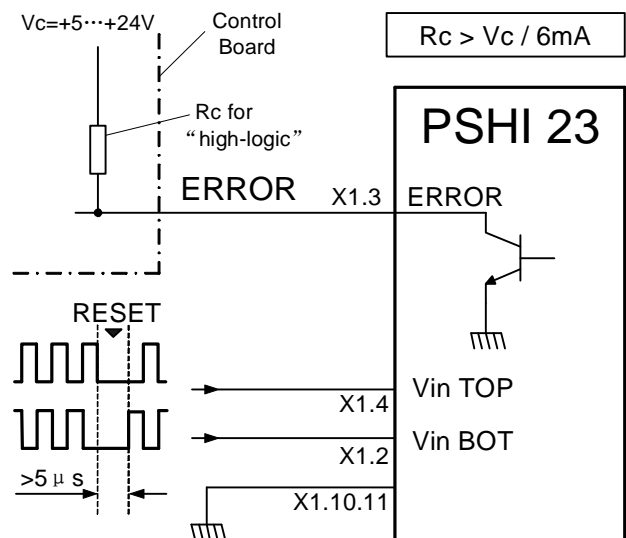 Vc=+5···+24V
Control
Board
Rc > Vc / 6mA
Rc for
“high-logic”
PSHI 23
ERROR
X1.3
ERROR
RESET
Vin TOP
X1.4
Vin BOT
X1.2
>5 μ s
X1.10.11